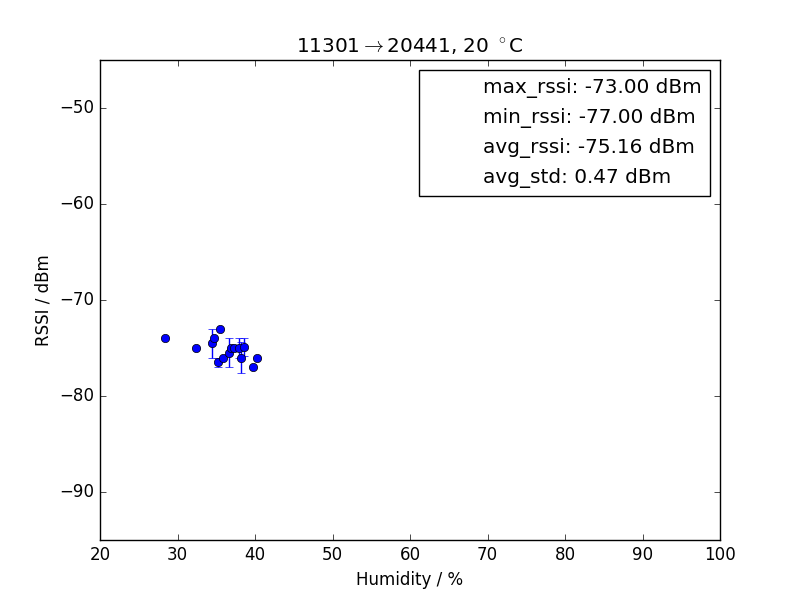 11301→20441, 20 °C
max_rssi: -73.00 dBm
min_rssi: -77.00 dBm
avg_rssi: -75.16 dBm
avg_std: 0.47 dBm
RSSI / dBm
−50
−60
−70
−80
−90
20 30 40 50 60 70 80 90 100
Humidity / %